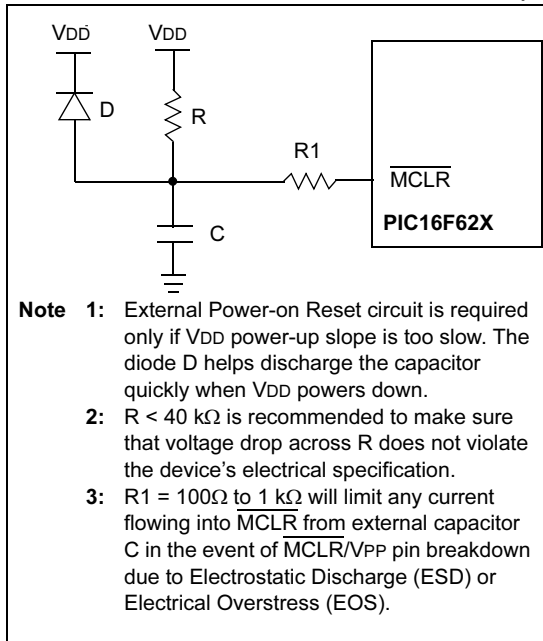 VDD VDD
D
R
R1
MCLR
PIC16F62X
C
Note 1: External Power-on Reset circuit is required
only if VDD power-up slope is too slow. The
diode D helps discharge the capacitor
quickly when VDD powers down.
2: R < 40 kΩ is recommended to make sure
that voltage drop across R does not violate
the device's electrical specification.
3: R1 = 100Ω to 1 kΩ will limit any current
flowing into MCLR from external capacitor
C in the event of MCLR/VPP pin breakdown
due to Electrostatic Discharge (ESD) or
Electrical Overstress (EOS).